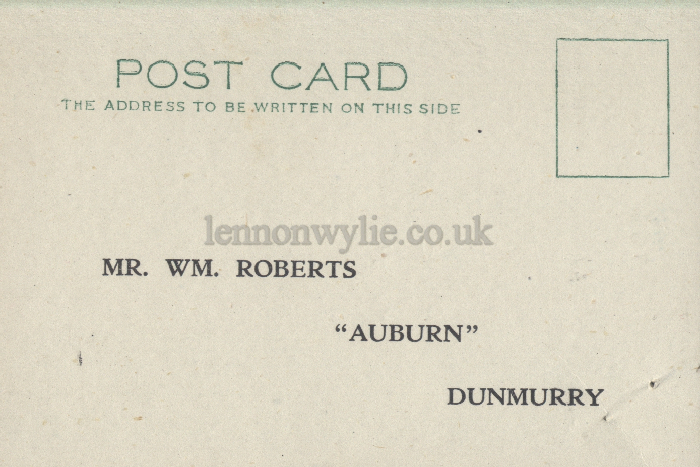 POST CARD
THE ADDRESS TO BE WRITTEN ON THIS SIDE
lennonwylie.co.uk
MR. WM. ROBERTS
"AUBURN"
DUNMURRY